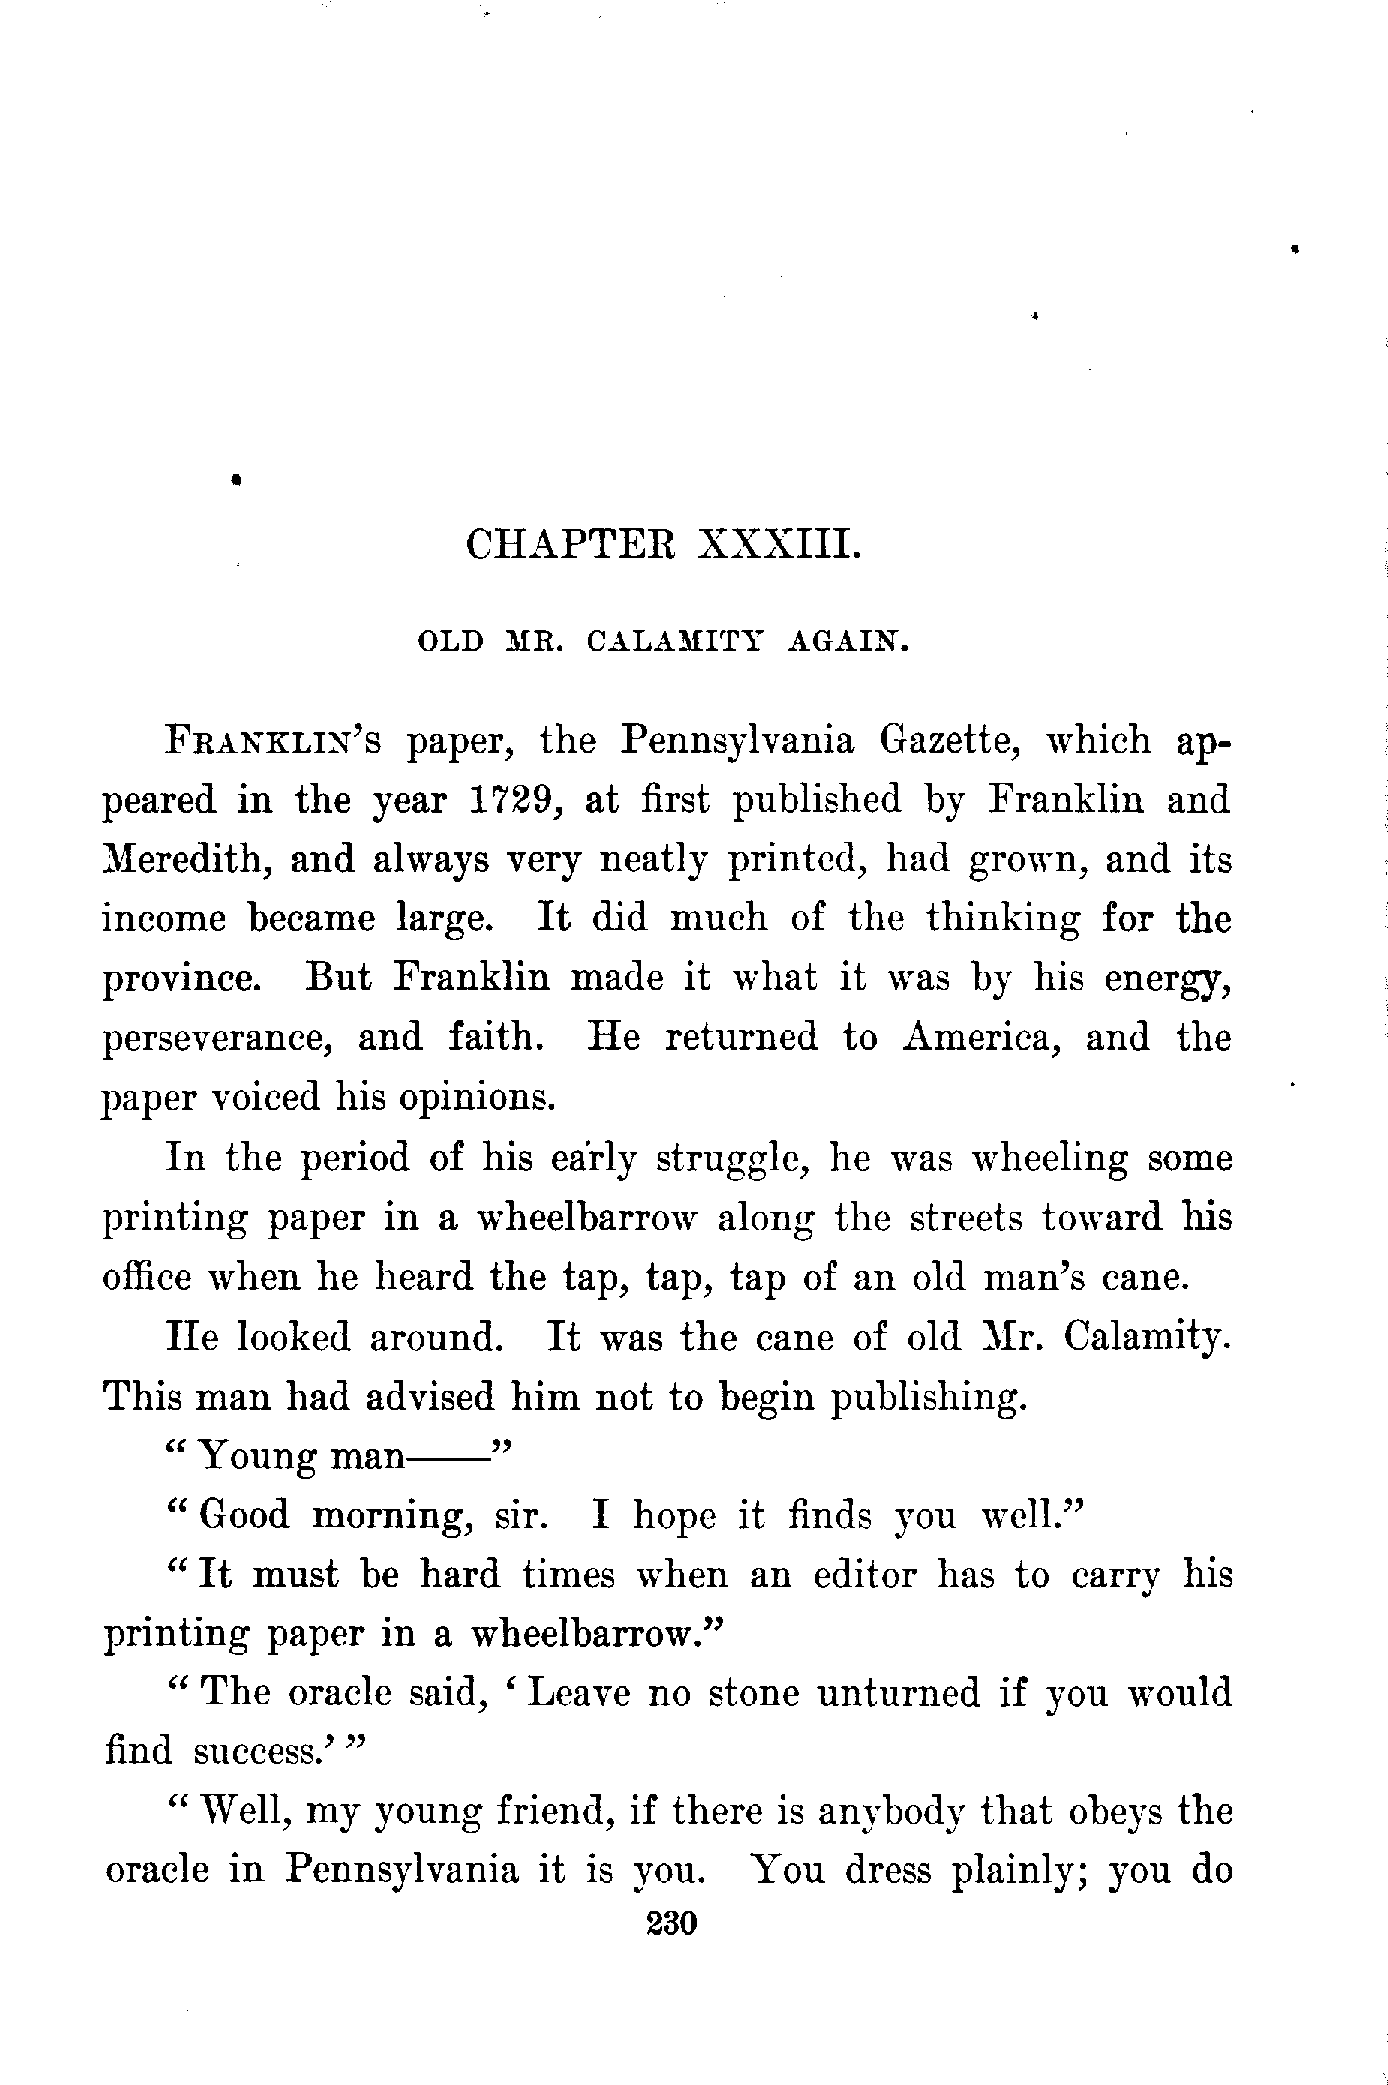 CHAPTER XXXIII.
OLD MR. CALAMITY AGAIN.
FRANKLIN'S paper, the Pennsylvania Gazette, which ap-
peared in the year 1729, at first published by Franklin and
Meredith, and always very neatly printed, had grown, and its
income became large. It did much of the thinking for the
province. But Franklin made it what it was by his energy,
perseverance, and faith. He returned to America, and the
paper voiced his opinions.
In the period of his early struggle, he was wheeling some
printing paper in a wheelbarrow along the streets toward his
office when he heard the tap, tap, tap of an old man's cane.
He looked around. It was the cane of old Mr. Calamity.
This man had advised him not to begin publishing.
"Young man——"
"Good morning, sir. I hope it finds you well."
"It must be hard times when an editor has to carry his
printing paper in a wheelbarrow."
"The oracle said, 'Leave no stone unturned if you would
find success.'"
"Well, my young friend, if there is anybody that obeys the
oracle in Pennsylvania it is you. You dress plainly; you do
230